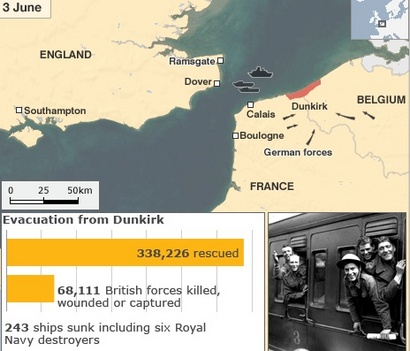 3 June
ENGLAND
Ramsgate
Dover
Southampton
Calais
Dunkirk
BELGIUM
Boulogne
German forces
FRANCE
0 25 50km
Evacuation from Dunkirk
338,226 rescued
68,111 British forces killed,
wounded or captured
243 ships sunk including six Royal
Navy destroyers
3